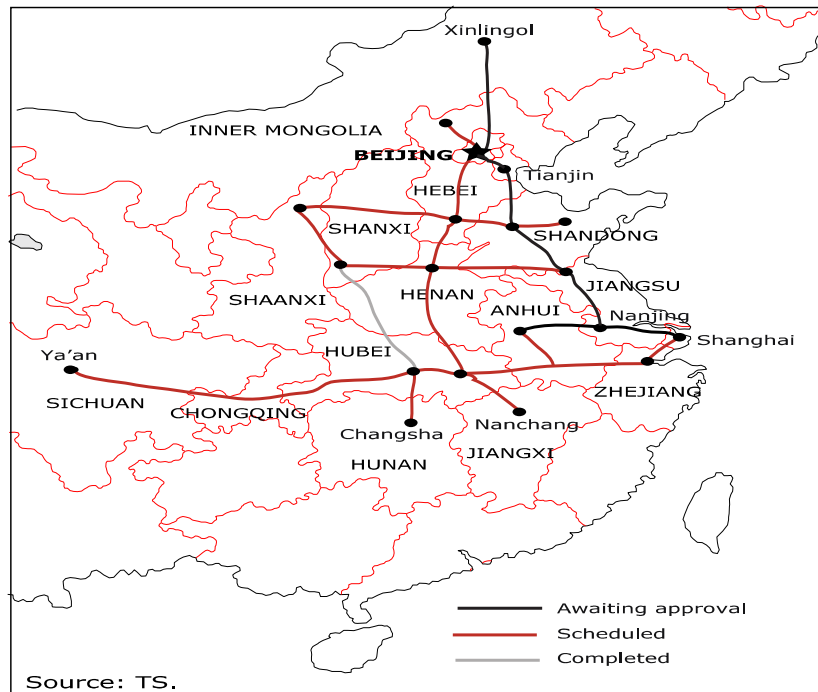 Xinlingol
INNER MONGOLIA
BEIJING
Tianjin
HEBEI
SHANXI
SHANDONG
SHAANXI
HENAN
JIANGSU
ANHUI
Nanjing
Shanghai
HUBEI
Ya'an
SICHUAN
CHONGQING
ZHEJIANG
Changsha
Nanchang
HUNAN
JIANGXI
Awaiting approval
Scheduled
Completed
Source: TS.